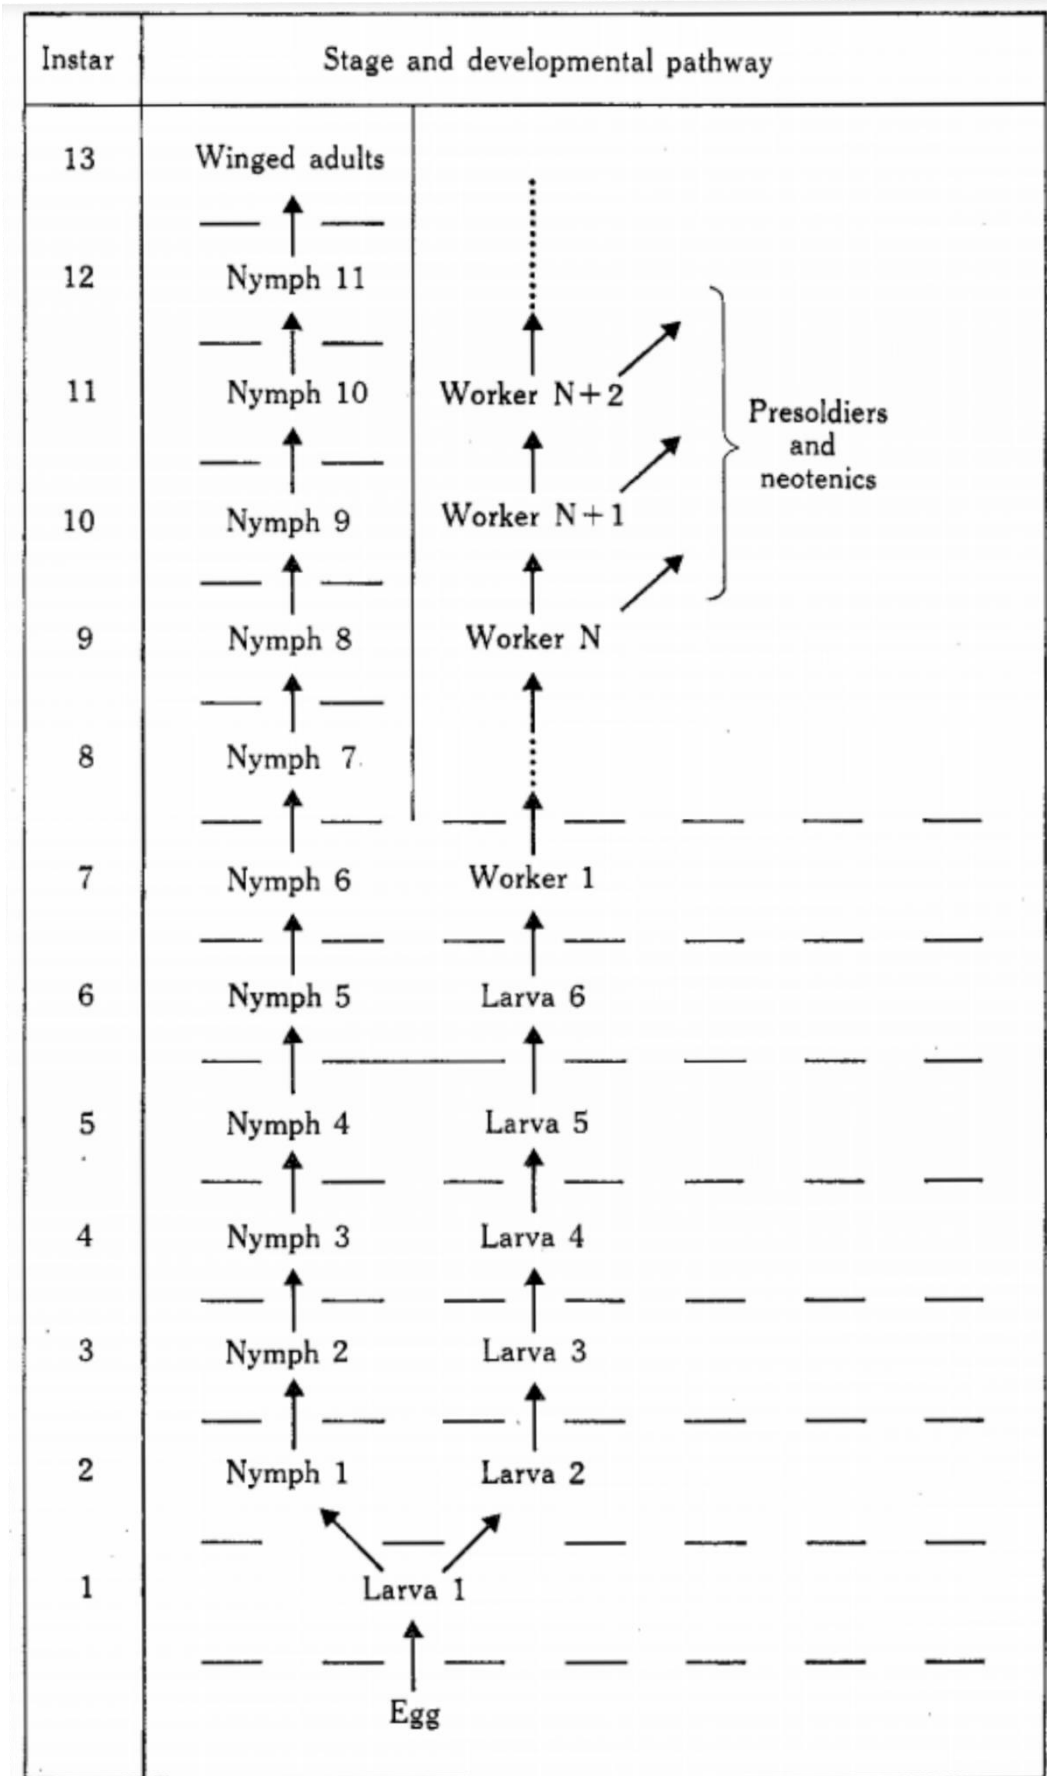 Instar Stage and developmental pathway
13 Winged adults
12 Nymph 11
11 Nymph 10 Worker N+2
Presoldiers
and
neotenics
10 Nymph 9 Worker N+1
9 Nymph 8 Worker N
8 Nymph 7
7 Nymph 6 Worker 1
6 Nymph 5 Larva 6
5 Nymph 4 Larva 5
4 Nymph 3 Larva 4
3 Nymph 2 Larva 3
2 Nymph 1 Larva 2
1 Larva 1
Egg